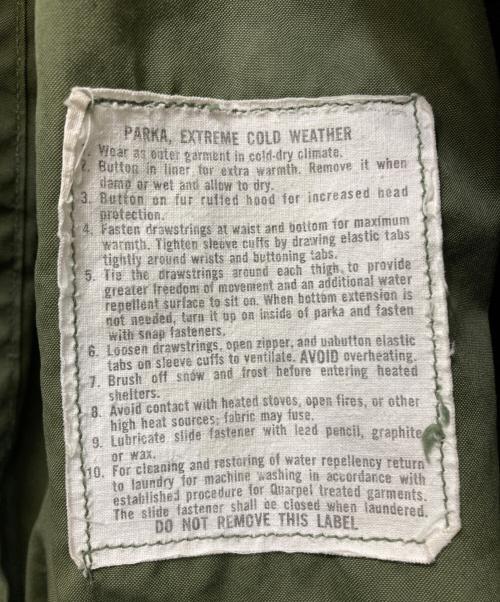 PARKA, EXTREME COLD WEATHER
1. Wear as outer garment in cold-dry climate.
2. Button in liner for extra warmth. Remove it when
damp or wet and allow to dry.
3. Button on fur ruffed hood for increased head
protection.
4. Fasten drawstrings at waist and bottom for maximum
warmth. Tighten sleeve cuffs by drawing elastic tabs
tightly around wrists and buttoning tabs.
5. Tie the drawstrings around each thigh to provide
greater freedom of movement and an additional water
repellent surface to sit on. When bottom extension is
not needed, turn it up on inside of parka and fasten
with snap fasteners.
6. Loosen drawstrings, open zipper, and unbutton elastic
tabs on sleeve cuffs to ventilate. AVOID overheating.
7. Brush off snow and frost before entering heated
shelters.
8. Avoid contact with heated stoves, open fires, or other
high heat sources; fabric may fuse.
9. Lubricate slide fastener with lead pencil, graphite
or wax.
10. For cleaning and restoring of water repellency return
to laundry for machine washing in accordance with
established procedure for Quarpel treated garments.
The slide fastener shall be closed when laundered.
DO NOT REMOVE THIS LABEL